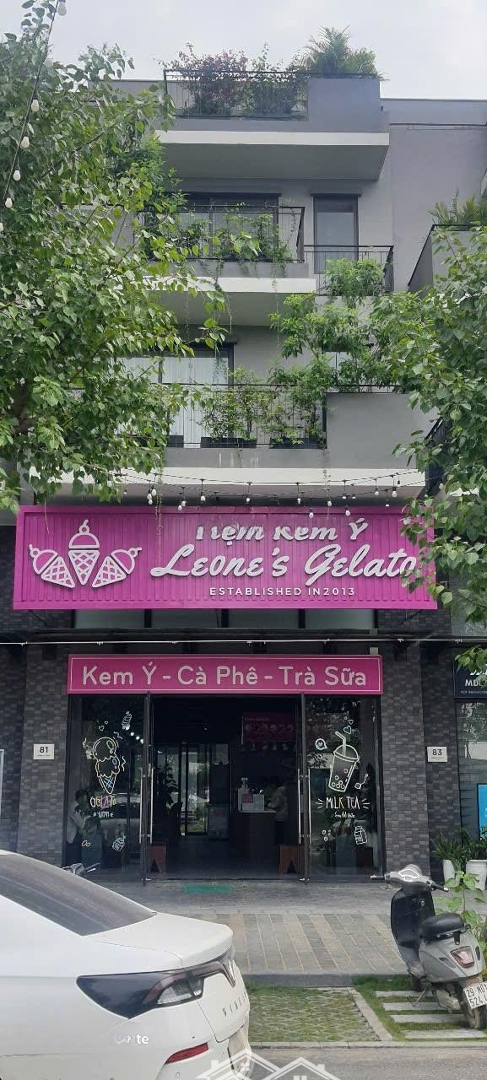 Tiệm Kem Ý
Leone's Gelato
ESTABLISHED IN 2013
Kem Ý - Cà Phê - Trà Sữa
81
83
GELATO
MILK TEA